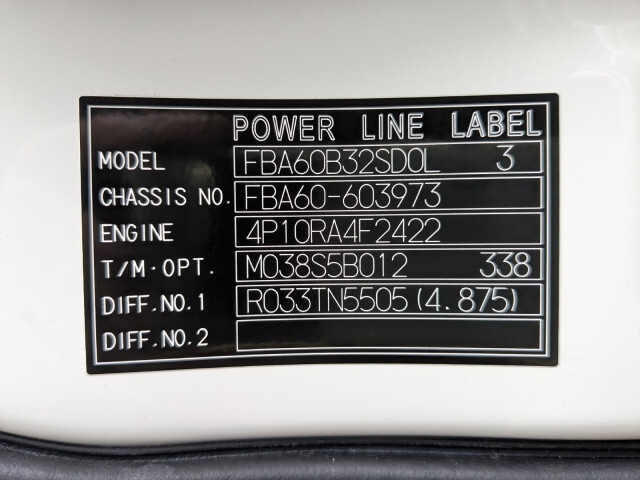 POWER LINE LABEL
MODEL FBA60B32SD0L 3
CHASSIS NO. FBA60-603973
ENGINE 4P10RA4F2422
T/M·OPT. M038S5B012 338
DIFF.NO.1 R033TN5505(4.875)
DIFF.NO.2